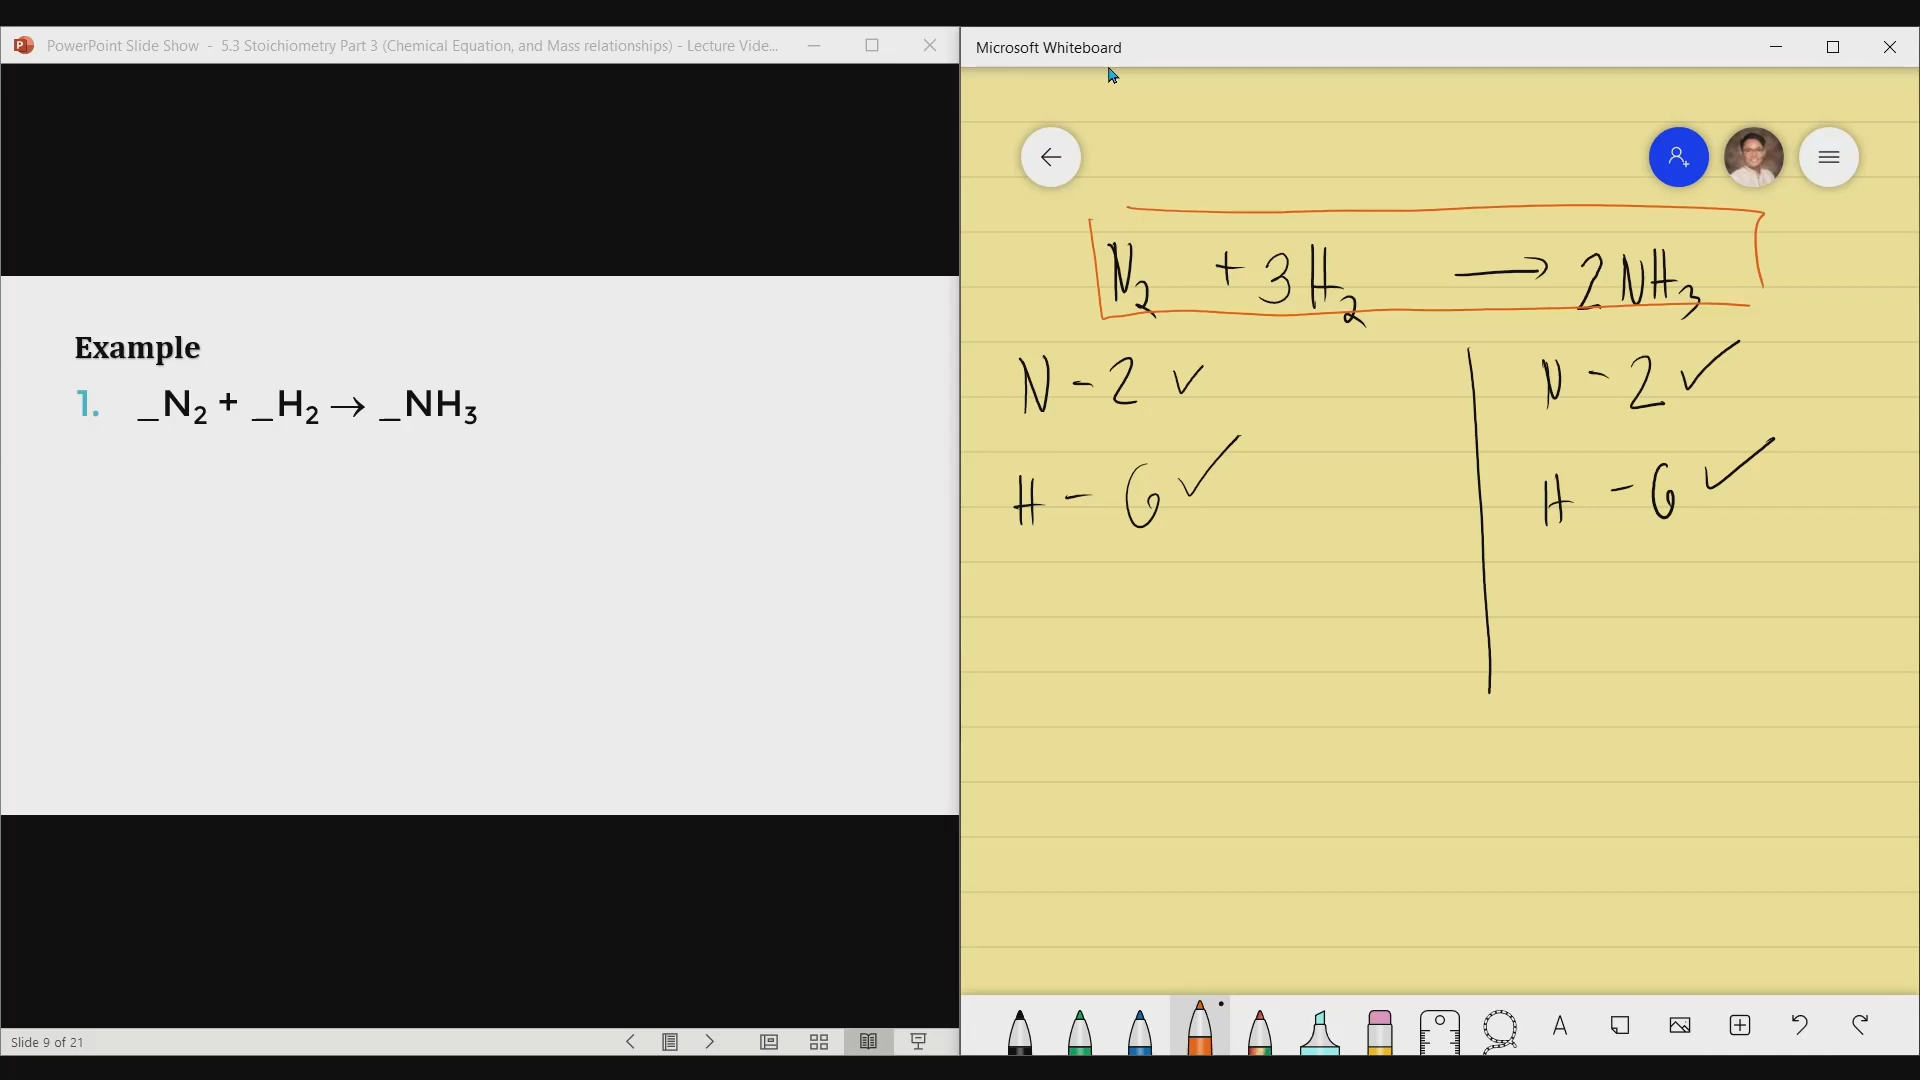 PowerPoint Slide Show - 5.3 Stoichiometry Part 3 (Chemical Equation, and Mass relationships) - Lecture Vide...
Example
1. _N₂ + _H₂ → _NH₃
Slide 9 of 21
Microsoft Whiteboard
N₂ + 3H₂ → 2NH₃
N - 2 ✓ N - 2 ✓
H - 6 ✓ H - 6 ✓